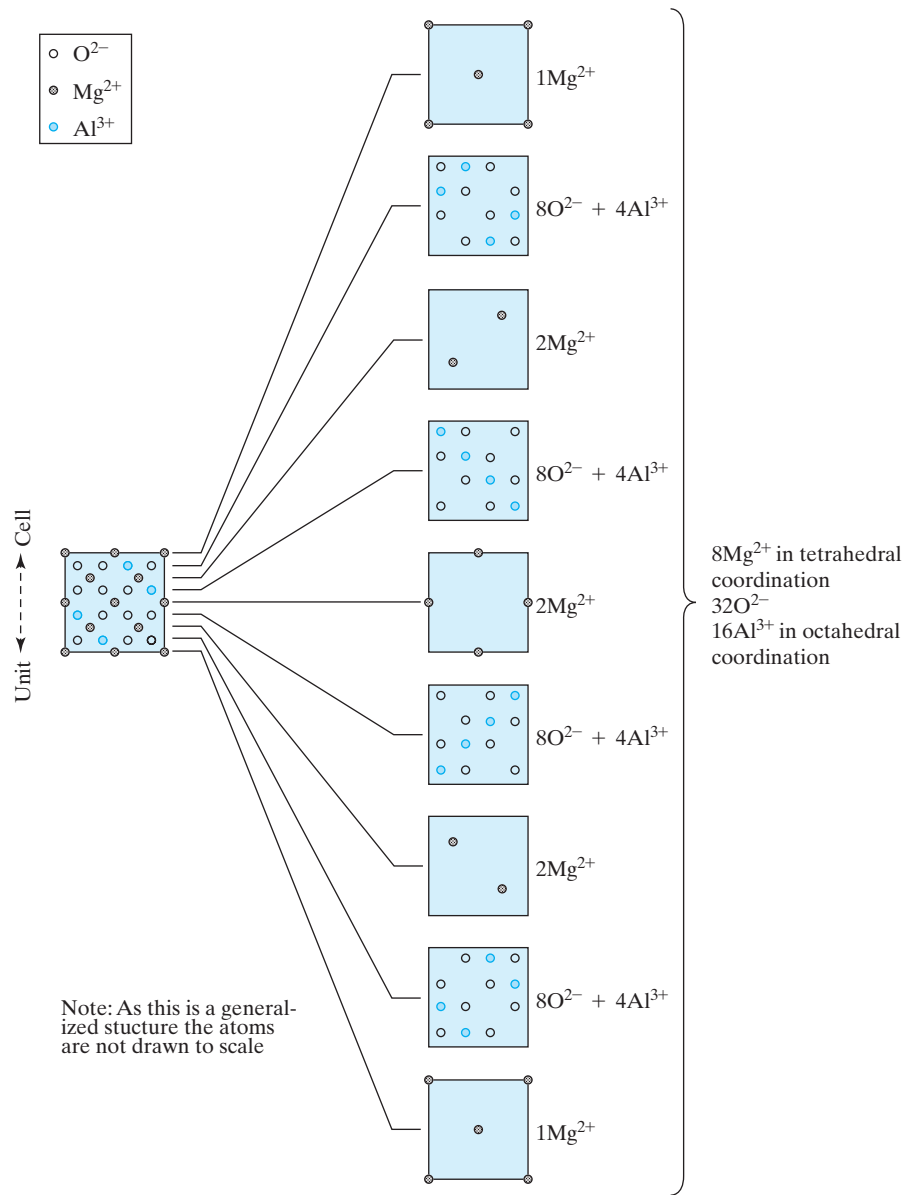 O²⁻
Mg²⁺
Al³⁺
1Mg²⁺
8O²⁻ + 4Al³⁺
2Mg²⁺
8O²⁻ + 4Al³⁺
Unit Cell
2Mg²⁺
8Mg²⁺ in tetrahedral
coordination
32O²⁻
16Al³⁺ in octahedral
coordination
8O²⁻ + 4Al³⁺
2Mg²⁺
8O²⁻ + 4Al³⁺
Note: As this is a general-
ized stucture the atoms
are not drawn to scale
1Mg²⁺